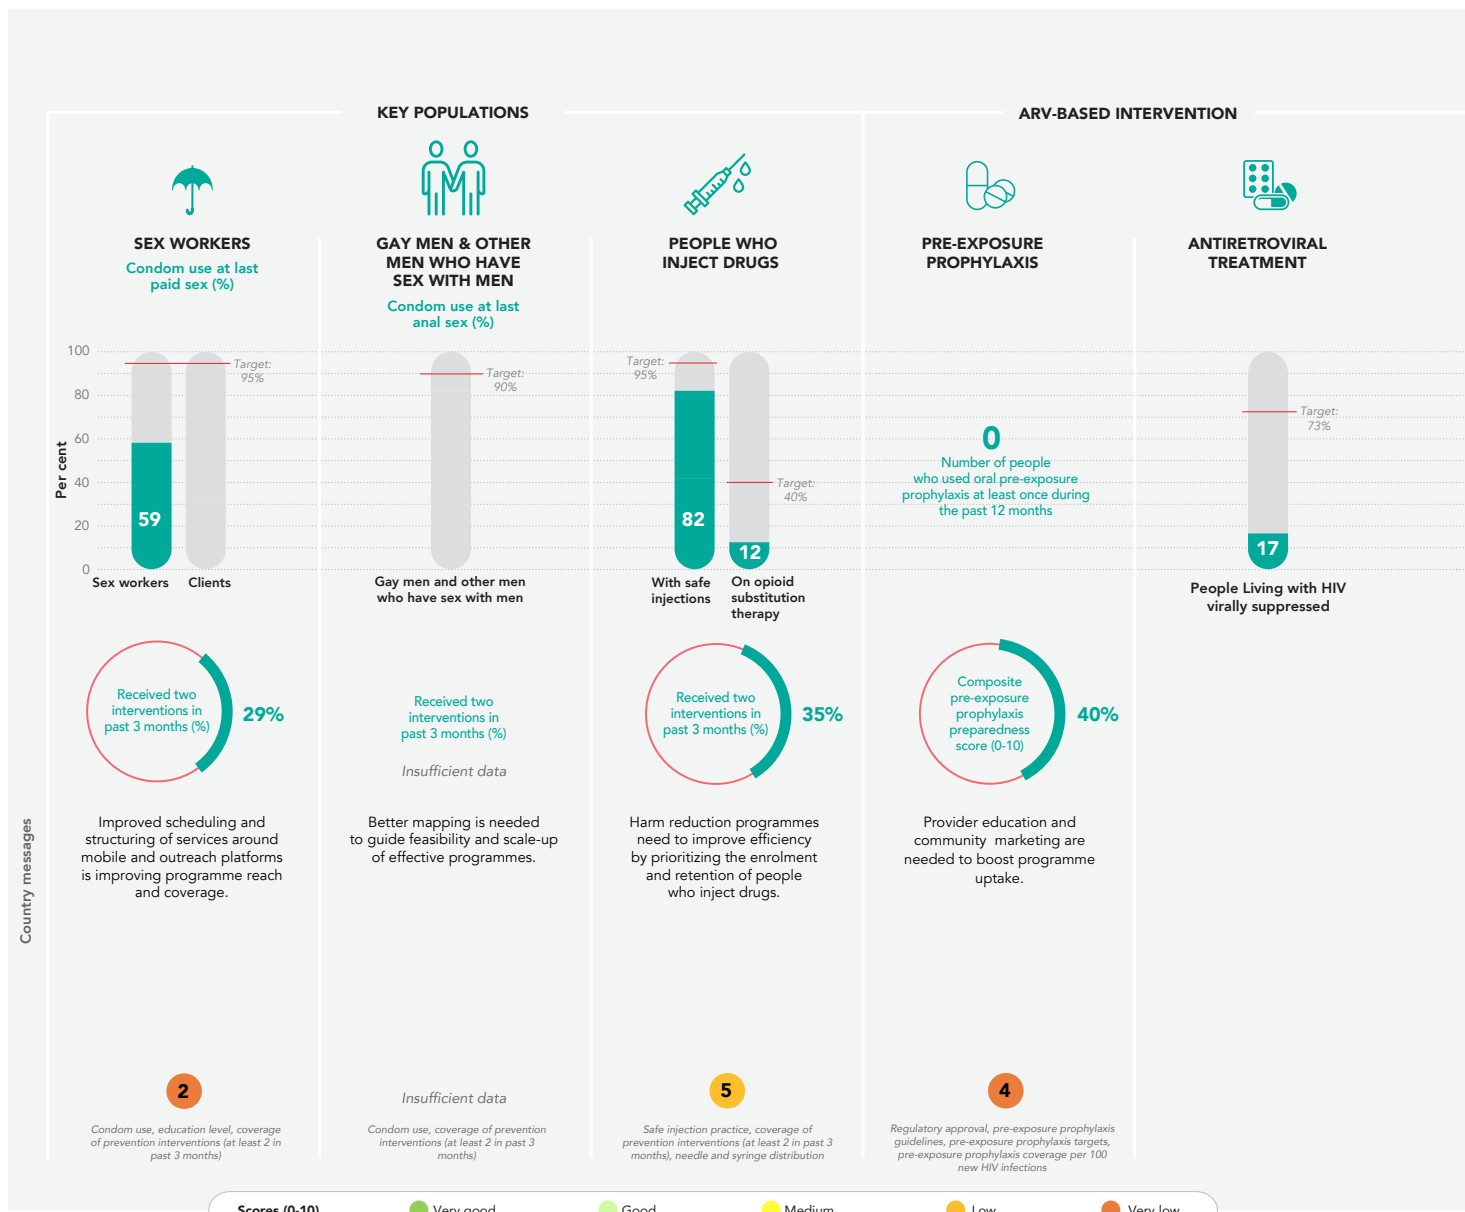 KEY POPULATIONS
ARV-BASED INTERVENTION
SEX WORKERS
Condom use at last
paid sex (%)
GAY MEN & OTHER
MEN WHO HAVE
SEX WITH MEN
Condom use at last
anal sex (%)
PEOPLE WHO
INJECT DRUGS
PRE-EXPOSURE
PROPHYLAXIS
ANTIRETROVIRAL
TREATMENT
Per cent
100
80
60
40
20
0
Target:
95%
59
Sex workers
Clients
Target:
90%
Gay men and other men
who have sex with men
Target:
95%
82
With safe
injections
Target:
40%
12
On opioid
substitution
therapy
0
Number of people
who used oral pre-exposure
prophylaxis at least once during
the past 12 months
Target:
73%
17
People Living with HIV
virally suppressed
Received two
interventions in
past 3 months (%)
29%
Received two
interventions in
past 3 months (%)
Insufficient data
Received two
interventions in
past 3 months (%)
35%
Composite
pre-exposure
prophylaxis
preparedness
score (0-10)
40%
Country messages
Improved scheduling and
structuring of services around
mobile and outreach platforms
is improving programme reach
and coverage.
Better mapping is needed
to guide feasibility and scale-up
of effective programmes.
Harm reduction programmes
need to improve efficiency
by prioritizing the enrolment
and retention of people
who inject drugs.
Provider education and
community marketing are
needed to boost programme
uptake.
2
Condom use, education level, coverage
of prevention interventions (at least 2 in
past 3 months)
Insufficient data
Condom use, coverage of prevention
interventions (at least 2 in past 3
months)
5
Safe injection practice, coverage of
prevention interventions (at least 2 in past 3
months), needle and syringe distribution
4
Regulatory approval, pre-exposure prophylaxis
guidelines, pre-exposure prophylaxis targets,
pre-exposure prophylaxis coverage per 100
new HIV infections
Scores (0-10)
Very good
Good
Medium
Low
Very low